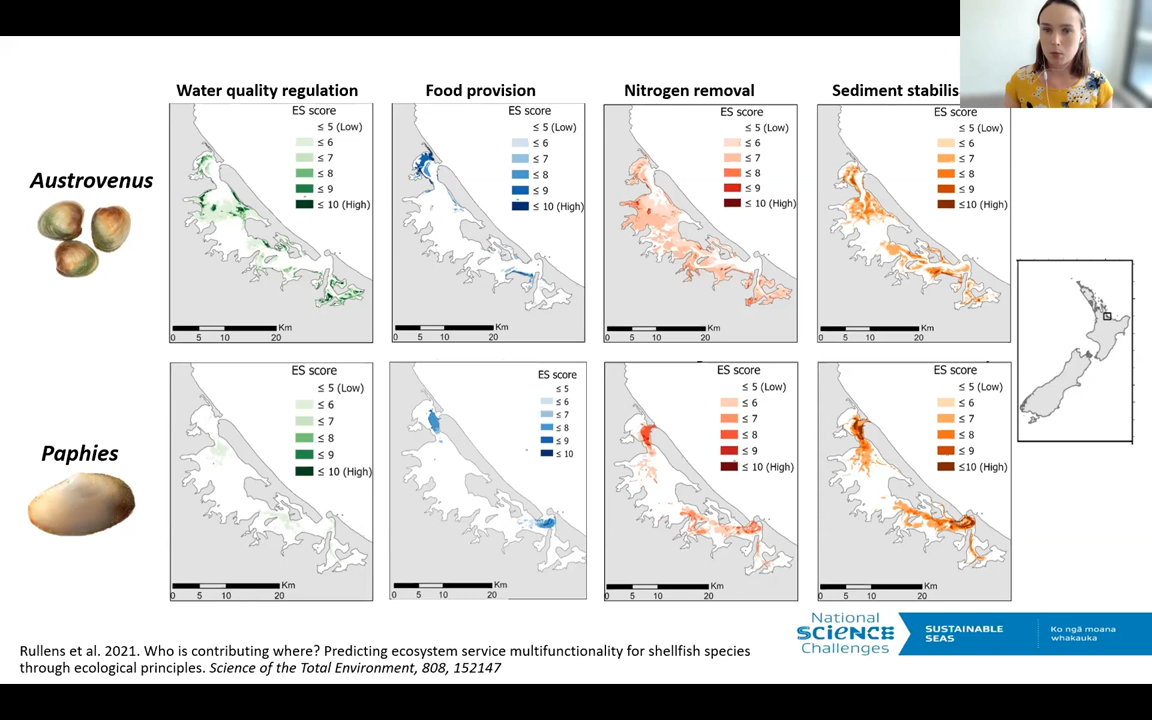 Water quality regulation
Food provision
Nitrogen removal
Sediment stabilis
Austrovenus
ES score
≤ 5 (Low)
≤ 6
≤ 7
≤ 8
≤ 9
≤ 10 (High)
Km
0 5 10 20
ES score
≤ 5 (Low)
≤ 6
≤ 7
≤ 8
≤ 9
≤ 10 (High)
Km
0 5 10 20
ES score
≤ 5 (Low)
≤ 6
≤ 7
≤ 8
≤ 9
≤ 10 (High)
Km
0 5 10 20
ES score
≤ 5 (Low)
≤ 6
≤ 7
≤ 8
≤ 9
≤10 (High)
Km
0 5 10 20
Paphies
ES score
≤ 5 (Low)
≤ 6
≤ 7
≤ 8
≤ 9
≤ 10 (High)
Km
0 5 10 20
ES score
≤ 5
≤ 6
≤ 7
≤ 8
≤ 9
≤ 10
Km
0 5 10 20
ES score
≤ 5 (Low)
≤ 6
≤ 7
≤ 8
≤ 9
≤ 10 (High)
Km
0 5 10 20
ES score
≤ 5 (Low)
≤ 6
≤ 7
≤ 8
≤ 9
≤10 (High)
Km
0 5 10 20
National
SCIENCE
Challenges
SUSTAINABLE
SEAS
Ko ngā moana
whakauka
Rullens et al. 2021. Who is contributing where? Predicting ecosystem service multifunctionality for shellfish species
through ecological principles. Science of the Total Environment, 808, 152147